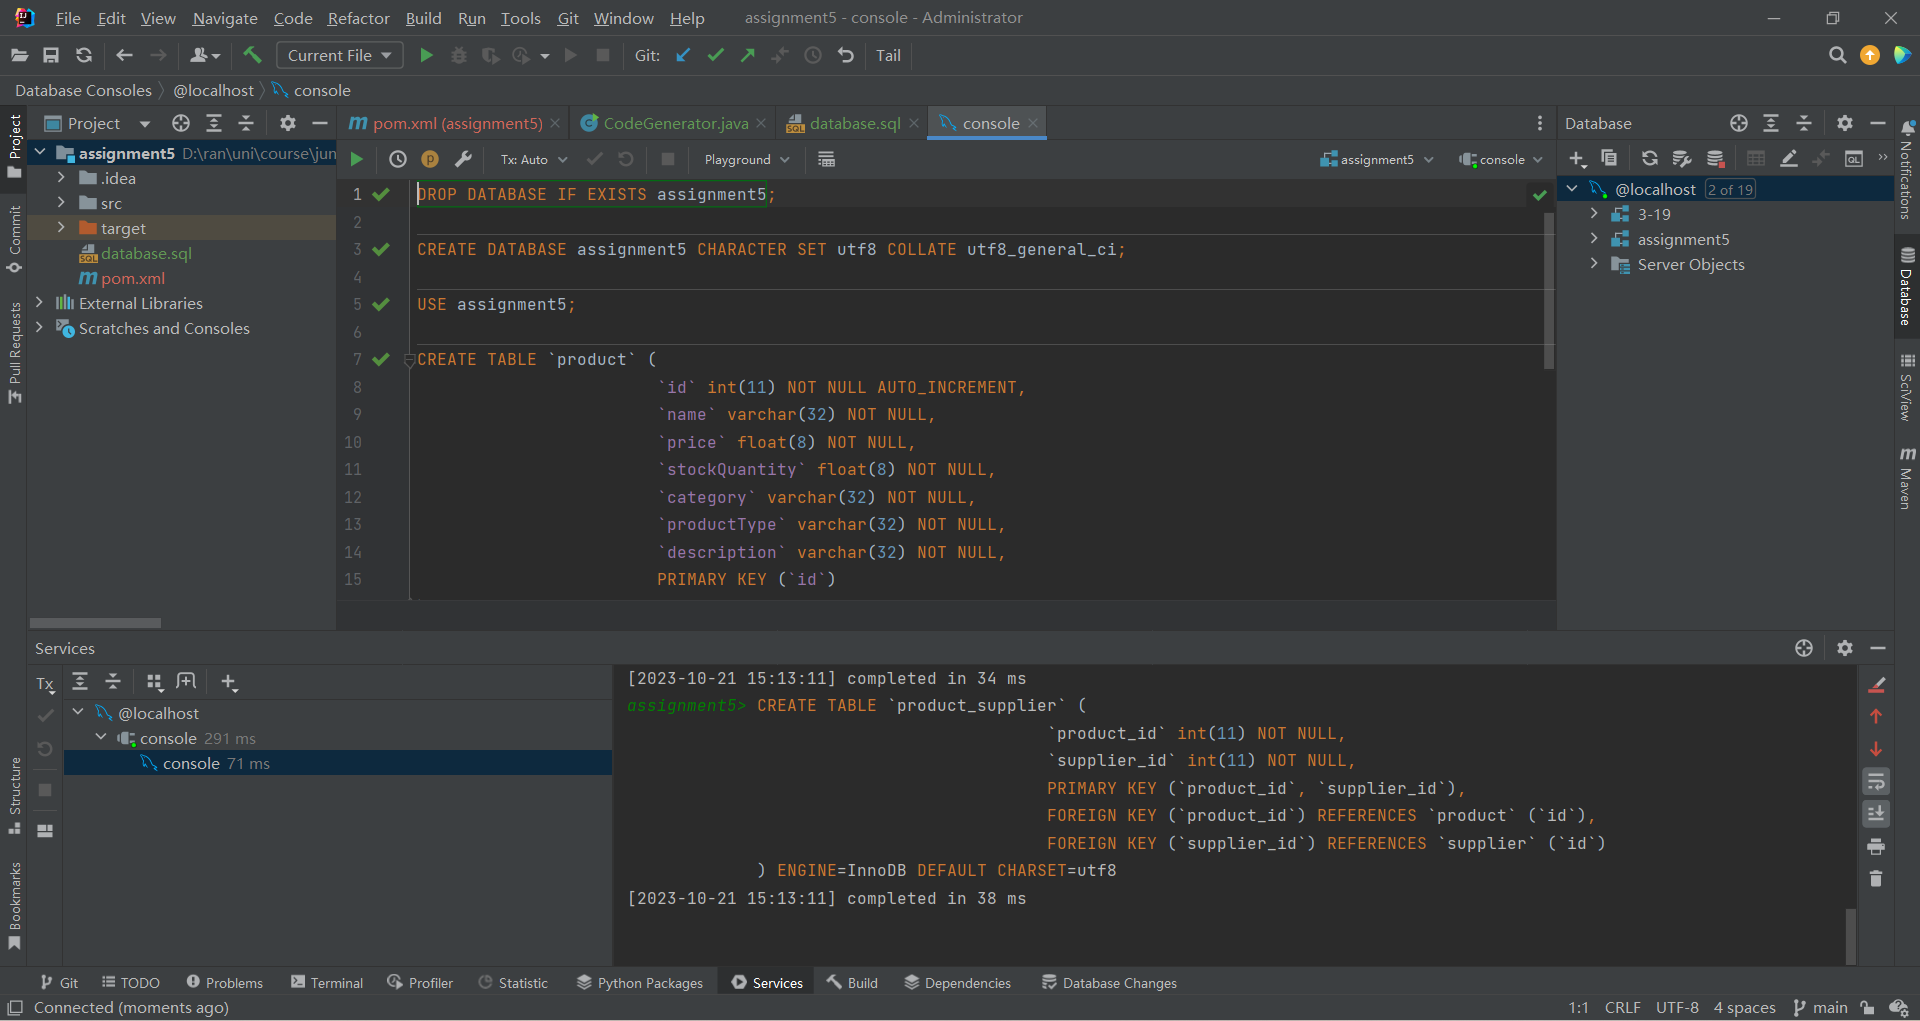 File Edit View Navigate Code Refactor Build Run Tools Git Window Help assignment5 - console - Administrator
Current File Git: Tail
Database Consoles @localhost console
Project
Commit
Pull Requests
Structure
Bookmarks
Project
assignment5 D:\ran\uni\course\jun
.idea
src
target
database.sql
pom.xml
External Libraries
Scratches and Consoles
pom.xml (assignment5) CodeGenerator.java database.sql console
Tx: Auto Playground assignment5 console
1 DROP DATABASE IF EXISTS assignment5;
2
3 CREATE DATABASE assignment5 CHARACTER SET utf8 COLLATE utf8_general_ci;
4
5 USE assignment5;
6
7 CREATE TABLE `product` (
8 `id` int(11) NOT NULL AUTO_INCREMENT,
9 `name` varchar(32) NOT NULL,
10 `price` float(8) NOT NULL,
11 `stockQuantity` float(8) NOT NULL,
12 `category` varchar(32) NOT NULL,
13 `productType` varchar(32) NOT NULL,
14 `description` varchar(32) NOT NULL,
15 PRIMARY KEY (`id`)
Database
@localhost 2 of 19
3-19
assignment5
Server Objects
Notifications
Database
SciView
Maven
Services
Tx
@localhost
console 291 ms
console 71 ms
[2023-10-21 15:13:11] completed in 34 ms
assignment5> CREATE TABLE `product_supplier` (
`product_id` int(11) NOT NULL,
`supplier_id` int(11) NOT NULL,
PRIMARY KEY (`product_id`, `supplier_id`),
FOREIGN KEY (`product_id`) REFERENCES `product` (`id`),
FOREIGN KEY (`supplier_id`) REFERENCES `supplier` (`id`)
) ENGINE=InnoDB DEFAULT CHARSET=utf8
[2023-10-21 15:13:11] completed in 38 ms
Git TODO Problems Terminal Profiler Statistic Python Packages Services Build Dependencies Database Changes
Connected (moments ago) 1:1 CRLF UTF-8 4 spaces main